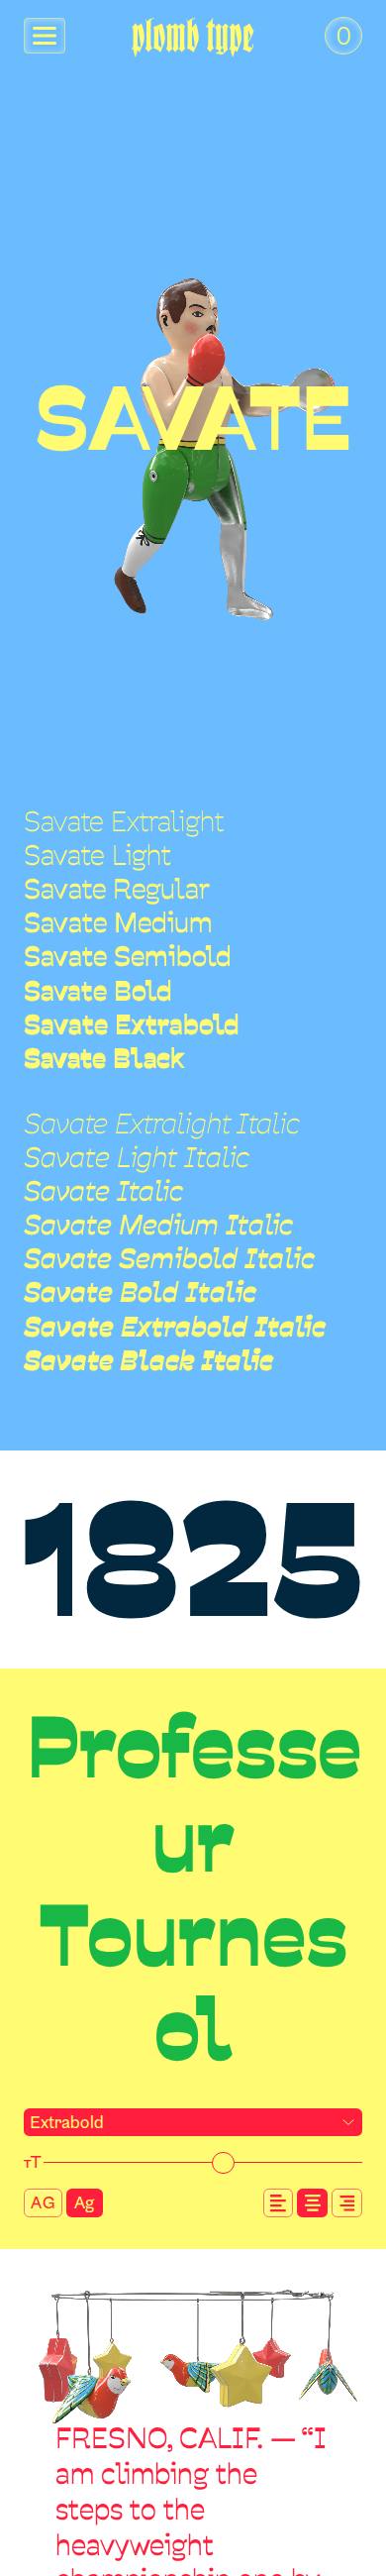 plomb type
0
SAVATE
Savate Extralight
Savate Light
Savate Regular
Savate Medium
Savate Semibold
Savate Bold
Savate Extrabold
Savate Black
Savate Extralight Italic
Savate Light Italic
Savate Italic
Savate Medium Italic
Savate Semibold Italic
Savate Bold Italic
Savate Extrabold Italic
Savate Black Italic
1825
Professe
ur
Tournes
ol
Extrabold
TT
AG Ag
FRESNO, CALIF. — “I
am climbing the
steps to the
heavyweight